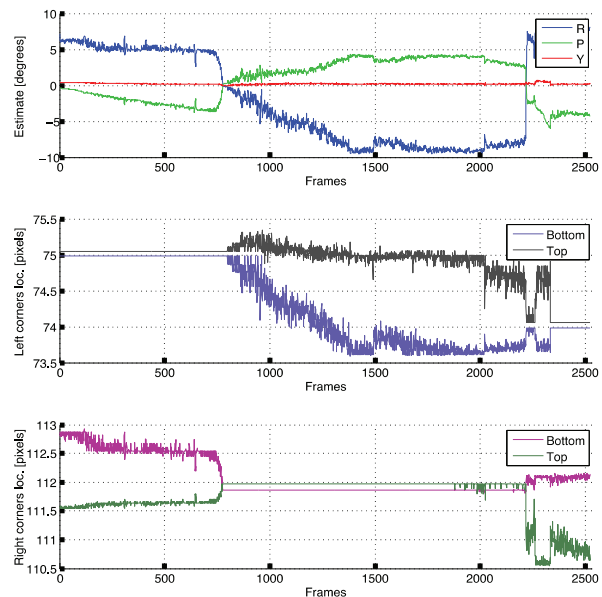 10
5
0
−5
−10
Estimate [degrees]
R
P
Y
0 500 1000 1500 2000 2500
Frames
75.5
75
74.5
74
73.5
Left corners loc. [pixels]
Bottom
Top
0 500 1000 1500 2000 2500
Frames
113
112.5
112
111.5
111
110.5
Right corners loc. [pixels]
Bottom
Top
0 500 1000 1500 2000 2500
Frames